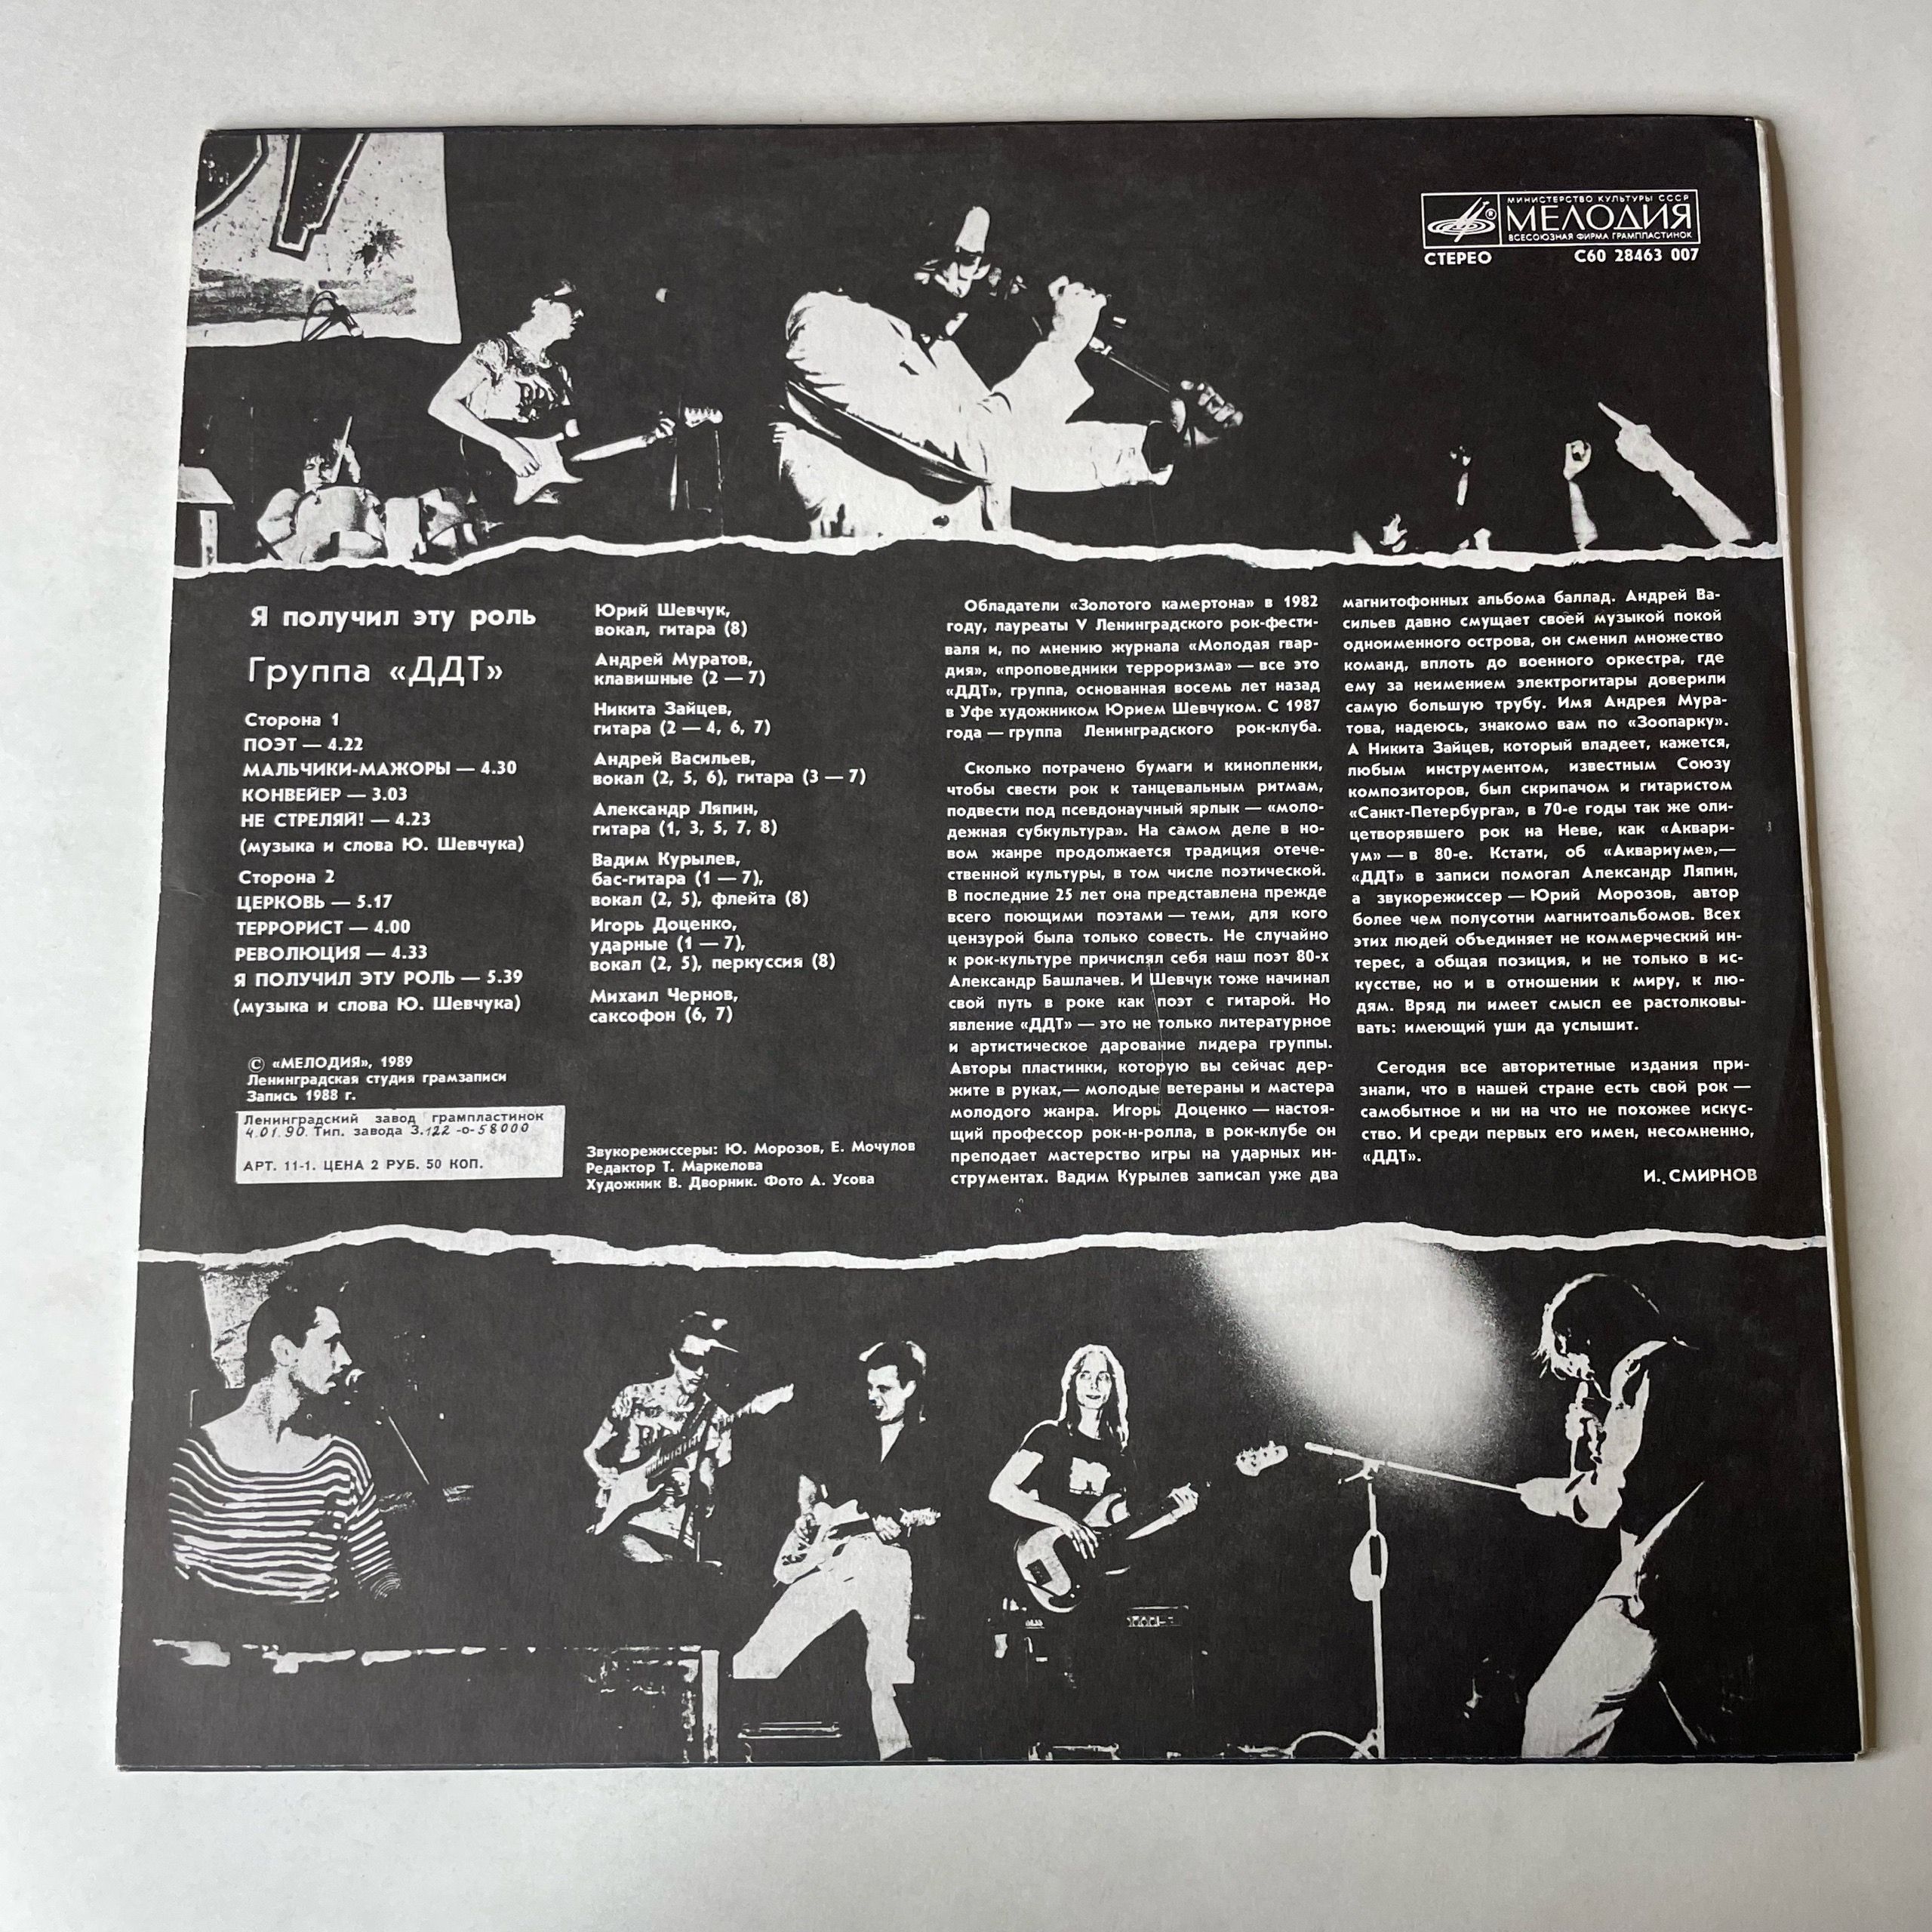 МИНИСТЕРСТВО КУЛЬТУРЫ СССР
МЕЛОДИЯ
ВСЕСОЮЗНАЯ ФИРМА ГРАМПЛАСТИНОК
СТЕРЕО С60 28463 007
Я получил эту роль
Группа «ДДТ»
Сторона 1
ПОЭТ — 4.22
МАЛЬЧИКИ-МАЖОРЫ — 4.30
КОНВЕЙЕР — 3.03
НЕ СТРЕЛЯЙ! — 4.23
(музыка и слова Ю. Шевчука)
Сторона 2
ЦЕРКОВЬ — 5.17
ТЕРРОРИСТ — 4.00
РЕВОЛЮЦИЯ — 4.33
Я ПОЛУЧИЛ ЭТУ РОЛЬ — 5.39
(музыка и слова Ю. Шевчука)
© «МЕЛОДИЯ», 1989
Ленинградская студия грамзаписи
Запись 1988 г.
Ленинградский завод грампластинок
4.01.90. Тип. завода З.122 -о-58000
АРТ. 11-1. ЦЕНА 2 РУБ. 50 КОП.
Юрий Шевчук,
вокал, гитара (8)
Андрей Муратов,
клавишные (2 — 7)
Никита Зайцев,
гитара (2 — 4, 6, 7)
Андрей Васильев,
вокал (2, 5, 6), гитара (3 — 7)
Александр Ляпин,
гитара (1, 3, 5, 7, 8)
Вадим Курылев,
бас-гитара (1 — 7),
вокал (2, 5), флейта (8)
Игорь Доценко,
ударные (1 — 7),
вокал (2, 5), перкуссия (8)
Михаил Чернов,
саксофон (6, 7)
Звукорежиссеры: Ю. Морозов, Е. Мочулов
Редактор Т. Маркелова
Художник В. Дворник. Фото А. Усова
Обладатели «Золотого камертона» в 1982
году, лауреаты V Ленинградского рок-фести-
валя и, по мнению журнала «Молодая гвар-
дия», «проповедники терроризма» — все это
«ДДТ», группа, основанная восемь лет назад
в Уфе художником Юрием Шевчуком. С 1987
года — группа Ленинградского рок-клуба.
Сколько потрачено бумаги и кинопленки,
чтобы свести рок к танцевальным ритмам,
подвести под псевдонаучный ярлык — «моло-
дежная субкультура». На самом деле в но-
вом жанре продолжается традиция отече-
ственной культуры, в том числе поэтической.
В последние 25 лет она представлена прежде
всего поющими поэтами — теми, для кого
цензурой была только совесть. Не случайно
к рок-культуре причислял себя наш поэт 80-х
Александр Башлачев. И Шевчук тоже начинал
свой путь в роке как поэт с гитарой. Но
явление «ДДТ» — это не только литературное
и артистическое дарование лидера группы.
Авторы пластинки, которую вы сейчас дер-
жите в руках,— молодые ветераны и мастера
молодого жанра. Игорь Доценко — настоя-
щий профессор рок-н-ролла, в рок-клубе он
преподает мастерство игры на ударных ин-
струментах. Вадим Курылев записал уже два
магнитофонных альбома баллад. Андрей Ва-
сильев давно смущает своей музыкой покой
одноименного острова, он сменил множество
команд, вплоть до военного оркестра, где
ему за неимением электрогитары доверили
самую большую трубу. Имя Андрея Мура-
това, надеюсь, знакомо вам по «Зоопарку».
А Никита Зайцев, который владеет, кажется,
любым инструментом, известным Союзу
композиторов, был скрипачом и гитаристом
«Санкт-Петербурга», в 70-е годы так же оли-
цетворявшего рок на Неве, как «Аквари-
ум» — в 80-е. Кстати, об «Аквариуме»,—
«ДДТ» в записи помогал Александр Ляпин,
а звукорежиссер — Юрий Морозов, автор
более чем полусотни магнитоальбомов. Всех
этих людей объединяет не коммерческий ин-
терес, а общая позиция, и не только в ис-
кусстве, но и в отношении к миру, к лю-
дям. Вряд ли имеет смысл ее растолковы-
вать: имеющий уши да услышит.
Сегодня все авторитетные издания при-
знали, что в нашей стране есть свой рок —
самобытное и ни на что не похожее искус-
ство. И среди первых его имен, несомненно,
«ДДТ».
И. СМИРНОВ